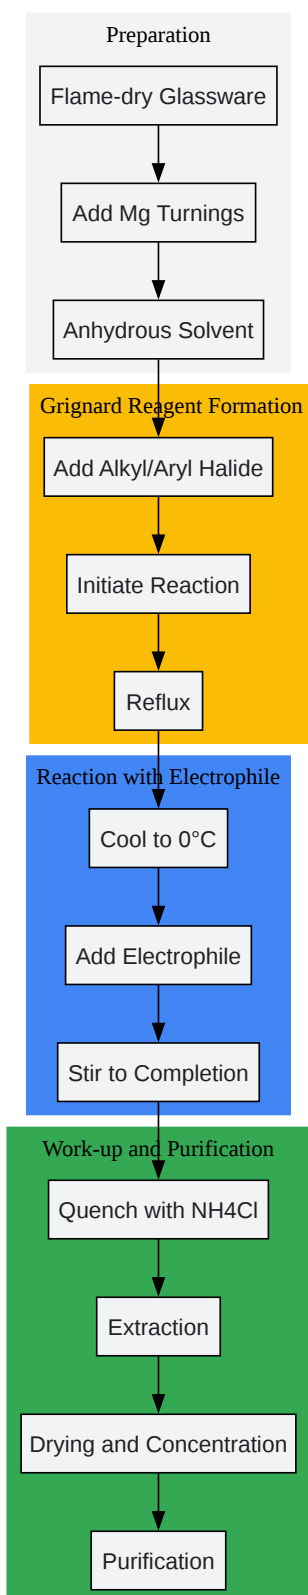 Preparation
Flame-dry Glassware
Add Mg Turnings
Anhydrous Solvent
Grignard Reagent Formation
Add Alkyl/Aryl Halide
Initiate Reaction
Reflux
Reaction with Electrophile
Cool to 0°C
Add Electrophile
Stir to Completion
Work-up and Purification
Quench with NH4Cl
Extraction
Drying and Concentration
Purification